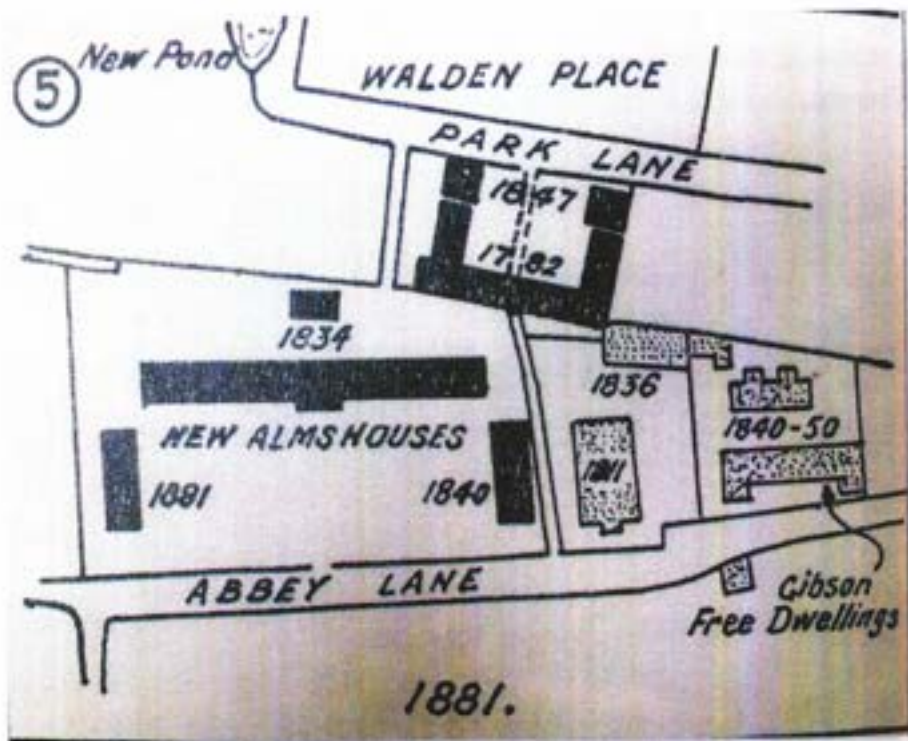 5
New Pond
WALDEN PLACE
PARK LANE
1847
1782
1834
1836
NEW ALMSHOUSES
1840-50
1811
1881
1840
ABBEY LANE
Gibson
Free Dwellings
1881.